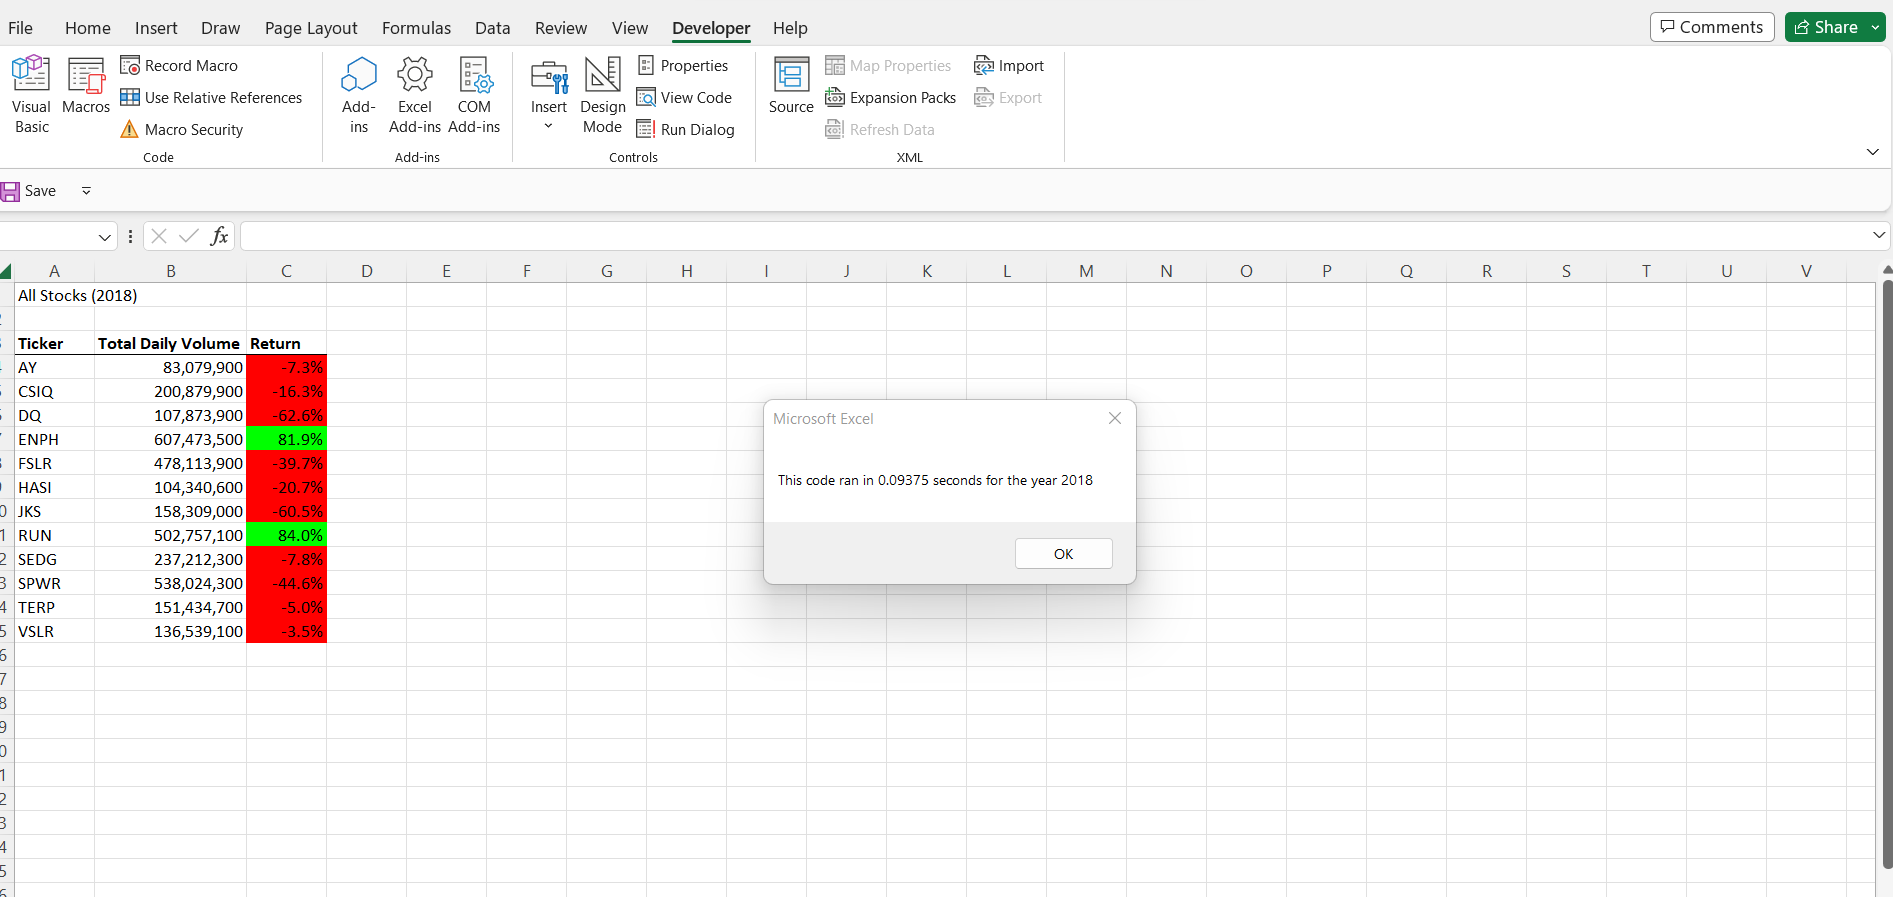 File Home Insert Draw Page Layout Formulas Data Review View Developer Help Comments Share
Visual Basic
Macros
Record Macro
Use Relative References
Macro Security
Code
Add-ins
Excel Add-ins
COM Add-ins
Add-ins
Insert
Design Mode
Properties
View Code
Run Dialog
Controls
Source
Map Properties
Expansion Packs
Refresh Data
Import
Export
XML
Save
fx
A B C D E F G H I J K L M N O P Q R S T U V
All Stocks (2018)
Ticker Total Daily Volume Return
AY 83,079,900 -7.3%
CSIQ 200,879,900 -16.3%
DQ 107,873,900 -62.6%
ENPH 607,473,500 81.9%
FSLR 478,113,900 -39.7%
HASI 104,340,600 -20.7%
JKS 158,309,000 -60.5%
RUN 502,757,100 84.0%
SEDG 237,212,300 -7.8%
SPWR 538,024,300 -44.6%
TERP 151,434,700 -5.0%
VSLR 136,539,100 -3.5%
Microsoft Excel
This code ran in 0.09375 seconds for the year 2018
OK